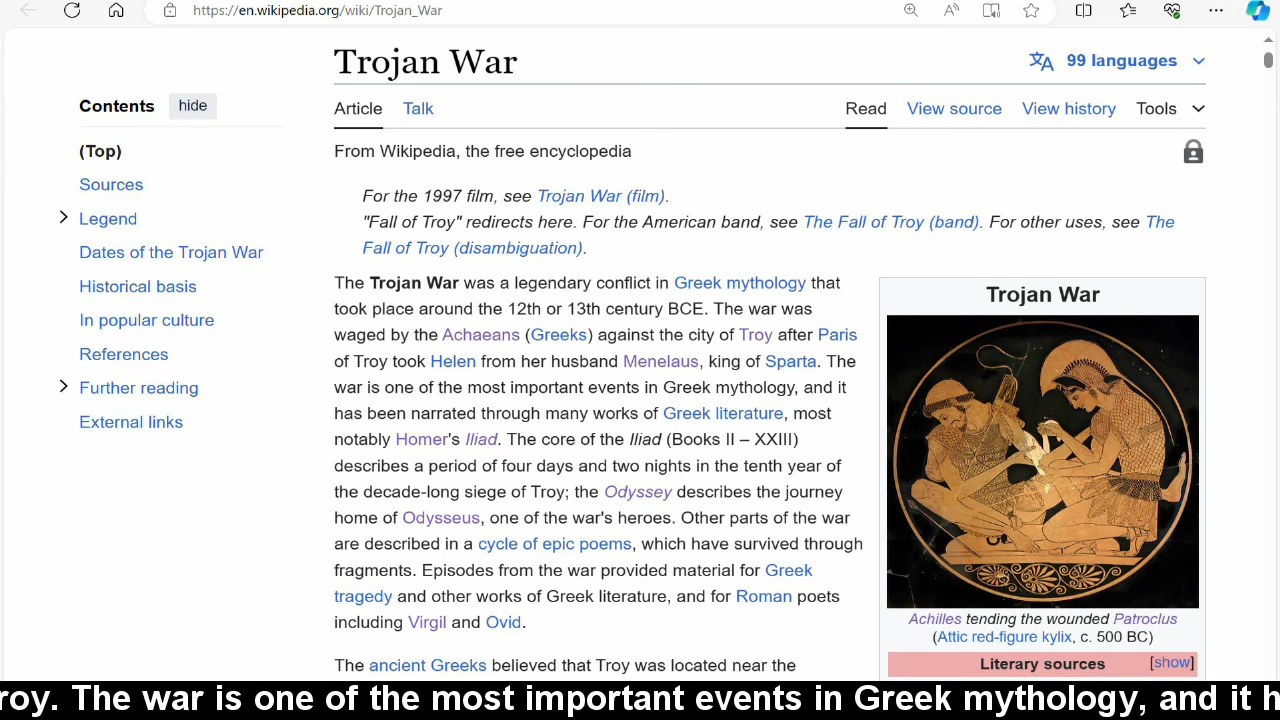 https://en.wikipedia.org/wiki/Trojan_War
Trojan War
99 languages
Contents hide
Article Talk
Read View source View history Tools
(Top)
Sources
Legend
Dates of the Trojan War
Historical basis
In popular culture
References
Further reading
External links
From Wikipedia, the free encyclopedia
For the 1997 film, see Trojan War (film).
"Fall of Troy" redirects here. For the American band, see The Fall of Troy (band). For other uses, see The
Fall of Troy (disambiguation).
The Trojan War was a legendary conflict in Greek mythology that
took place around the 12th or 13th century BCE. The war was
waged by the Achaeans (Greeks) against the city of Troy after Paris
of Troy took Helen from her husband Menelaus, king of Sparta. The
war is one of the most important events in Greek mythology, and it
has been narrated through many works of Greek literature, most
notably Homer's Iliad. The core of the Iliad (Books II – XXIII)
describes a period of four days and two nights in the tenth year of
the decade-long siege of Troy; the Odyssey describes the journey
home of Odysseus, one of the war's heroes. Other parts of the war
are described in a cycle of epic poems, which have survived through
fragments. Episodes from the war provided material for Greek
tragedy and other works of Greek literature, and for Roman poets
including Virgil and Ovid.
The ancient Greeks believed that Troy was located near the
Trojan War
Achilles tending the wounded Patroclus
(Attic red-figure kylix, c. 500 BC)
Literary sources [show]
roy. The war is one of the most important events in Greek mythology, and it h